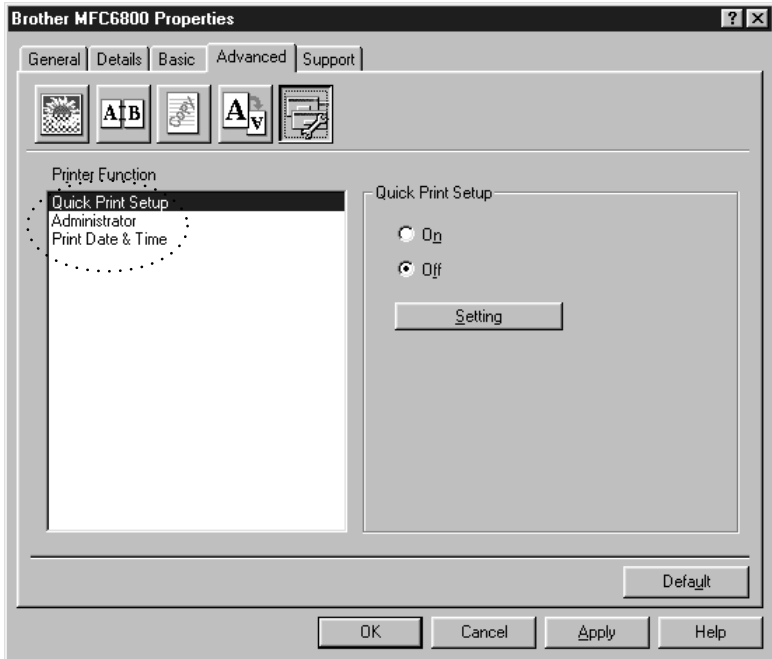 Brother MFC6800 Properties
? X
General Details Basic Advanced Support
A B Copy A A
Printer Function
Quick Print Setup
Administrator
Print Date & Time
Quick Print Setup
On
Off
Setting
Default
OK Cancel Apply Help